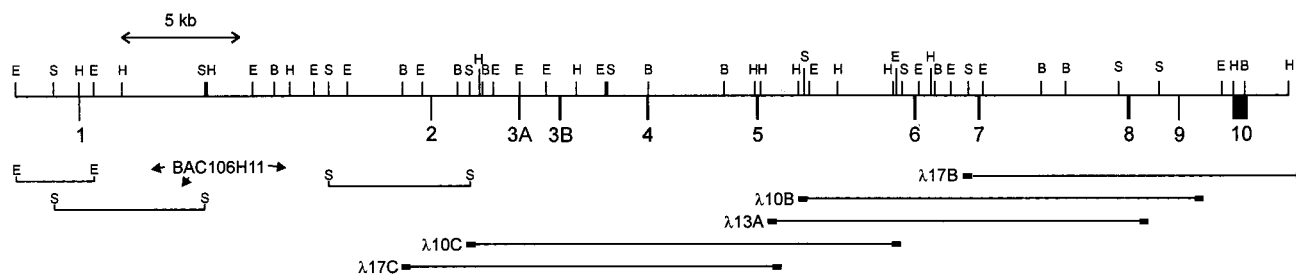 5 kb
H S E H
E S H E H SH E B H E S E B E B S B E E E H E S B B H H H E H H S E B E S E B B S S E H B H
1 2 3A 3B 4 5 6 7 8 9 10
E E BAC106H11 S S
λ17B
S S λ10B
λ13A
λ10C
λ17C